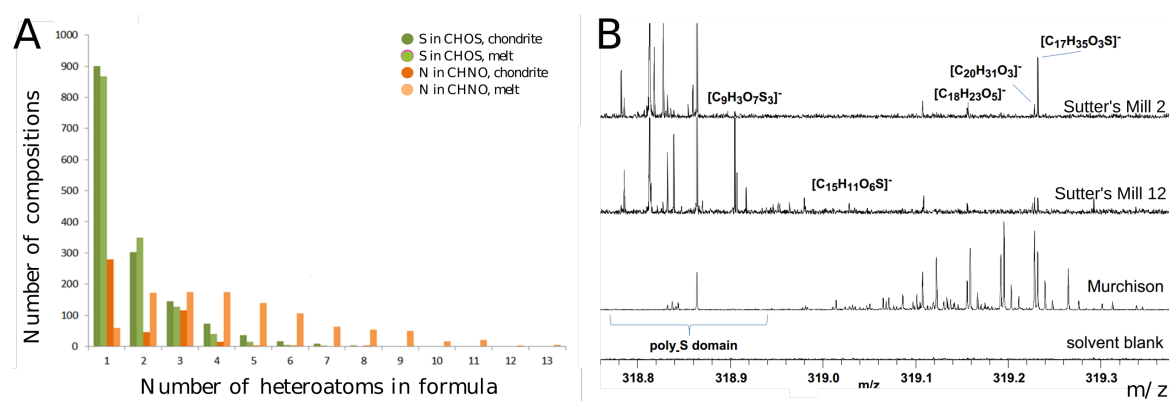 A
1000
900
800
700
600
500
400
300
200
100
0
Number of compositions
1 2 3 4 5 6 7 8 9 10 11 12 13
Number of heteroatoms in formula
S in CHOS, chondrite
S in CHOS, melt
N in CHNO, chondrite
N in CHNO, melt
B
[C17H35O3S]-
[C20H31O3]-
[C18H23O5]-
[C9H3O7S3]-
Sutter's Mill 2
[C15H11O6S]-
Sutter's Mill 12
Murchison
poly_S domain
solvent blank
318.8 318.9 319.0 319.1 319.2 319.3
m/z
m/z